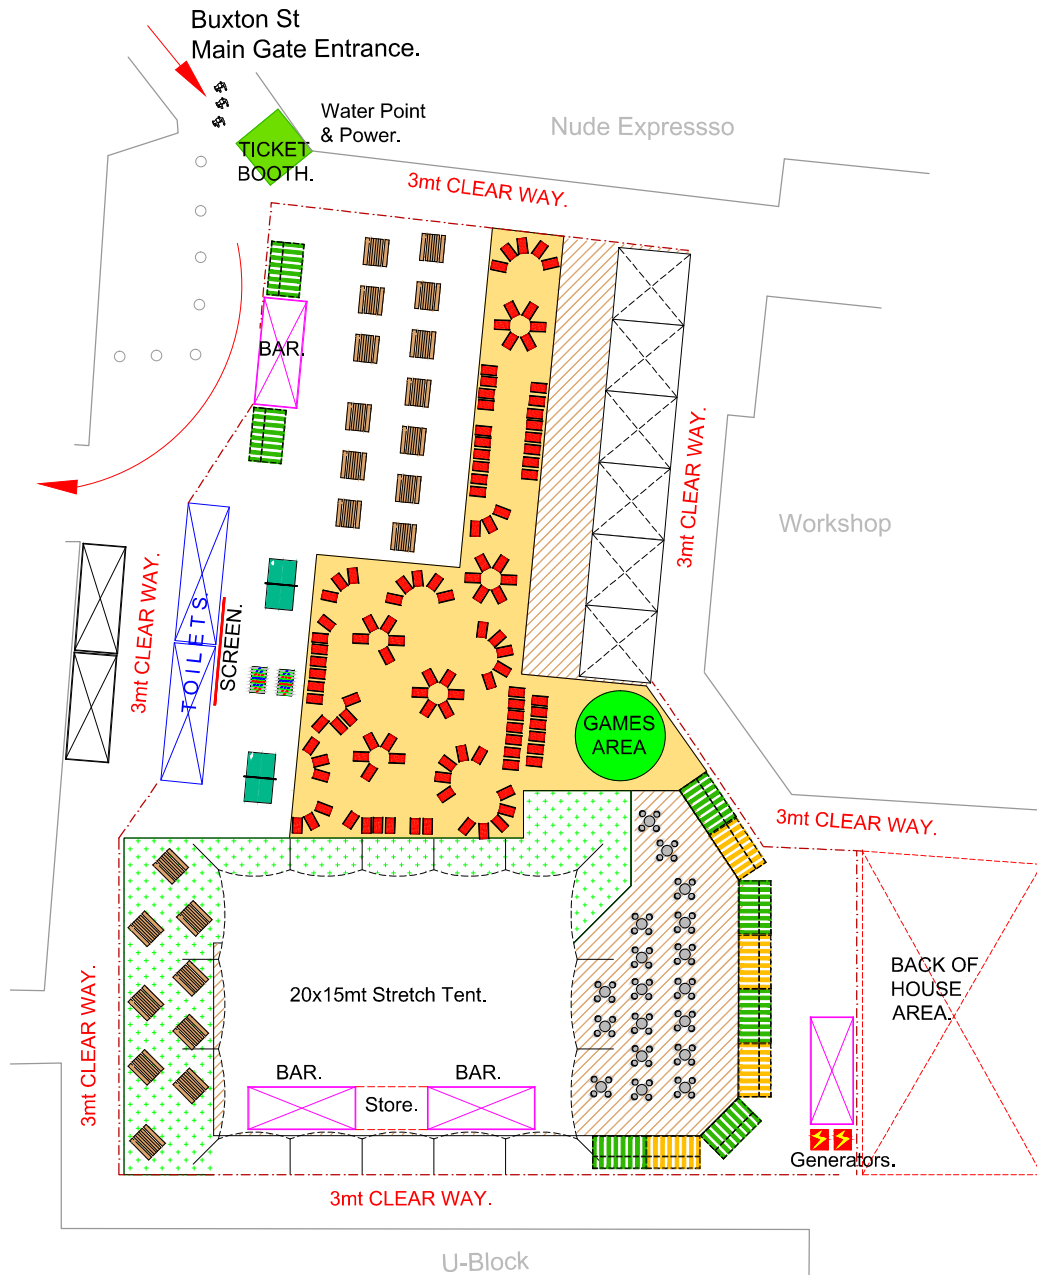 Buxton St
Main Gate Entrance.
Water Point
& Power.
TICKET
BOOTH.
Nude Expressso
3mt CLEAR WAY.
BAR.
3mt CLEAR WAY.
Workshop
3mt CLEAR WAY.
TOILETS.
SCREEN.
GAMES
AREA
3mt CLEAR WAY.
BACK OF
HOUSE
AREA.
20x15mt Stretch Tent.
3mt CLEAR WAY.
BAR.
BAR.
Store.
Generators.
3mt CLEAR WAY.
U-Block